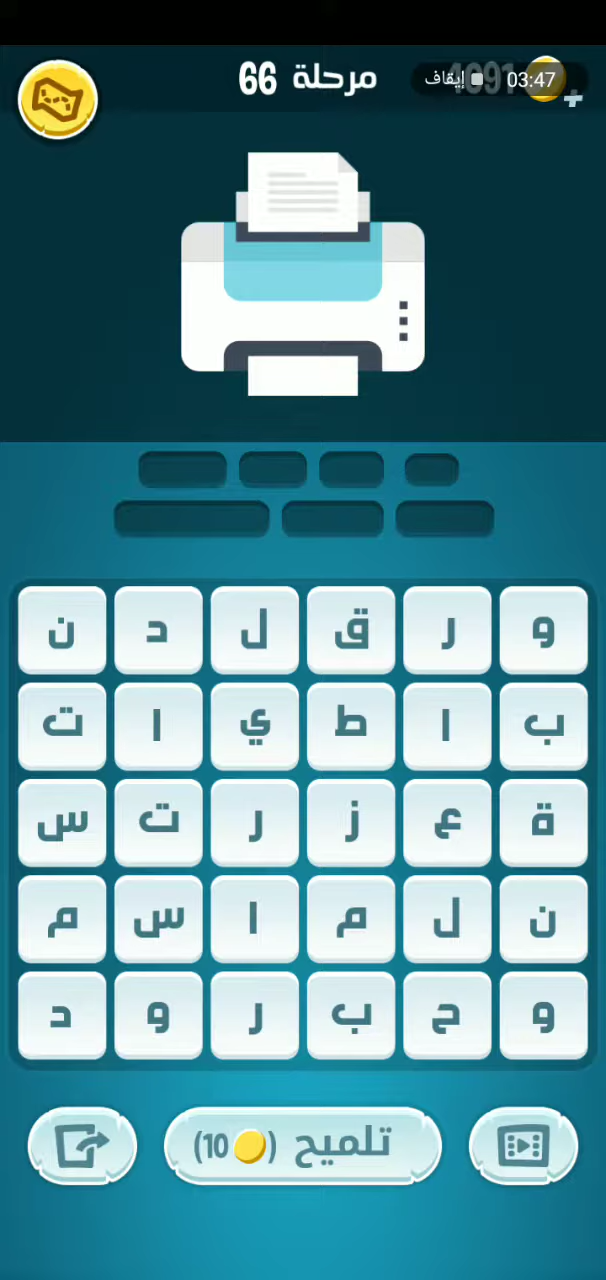 مرحلة 66
03:47 إيقاف
و ر ق ل د ن
ب ا ط ي ا ت
ة ع ز ر ت س
ن ل م ا س م
و ح ب ر و د
تلميح (10)